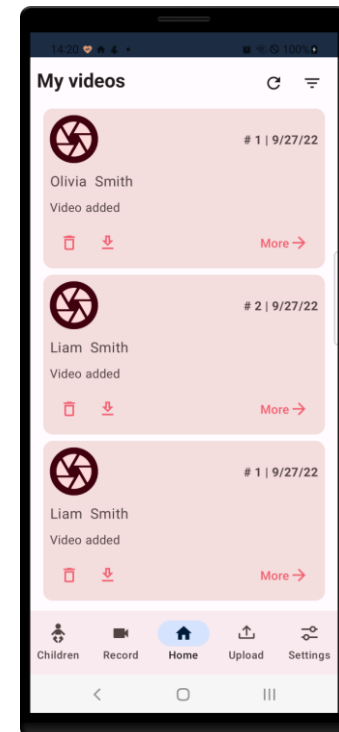 14:20
100%
My videos
# 1 | 9/27/22
Olivia Smith
Video added
More
# 2 | 9/27/22
Liam Smith
Video added
More
# 1 | 9/27/22
Liam Smith
Video added
More
Children Record Home Upload Settings